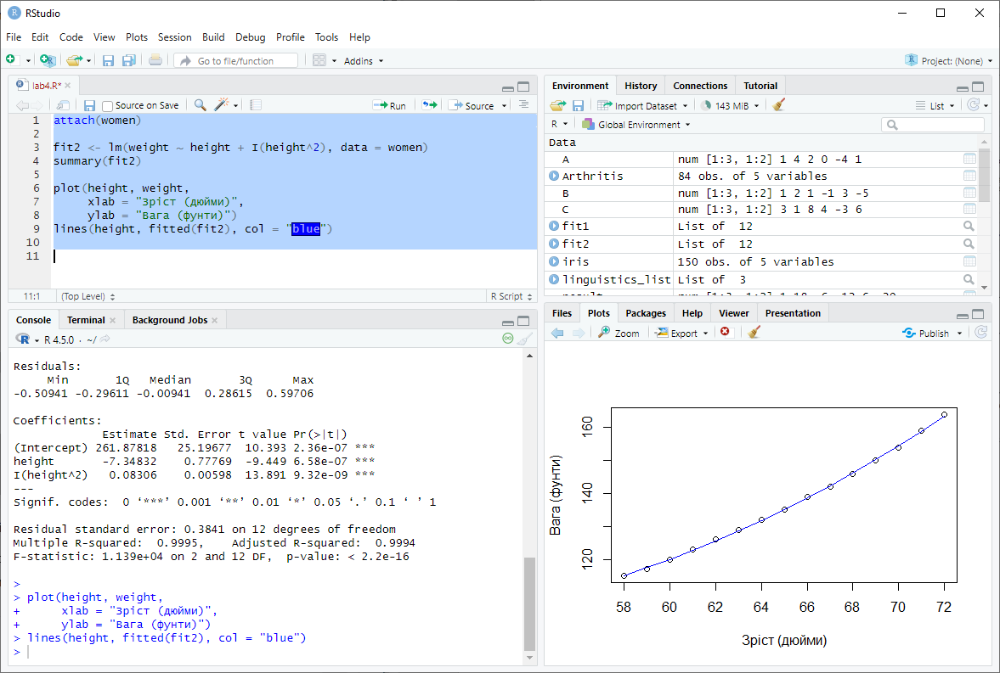 RStudio
File Edit Code View Plots Session Build Debug Profile Tools Help
Go to file/function Addins Project: (None)
lab4.R*
Source on Save Run Source
1 attach(women)
2
3 fit2 <- lm(weight ~ height + I(height^2), data = women)
4 summary(fit2)
5
6 plot(height, weight,
7      xlab = "Зріст (дюйми)",
8      ylab = "Вага (фунти)")
9 lines(height, fitted(fit2), col = "blue")
10
11
11:1 (Top Level) R Script
Console Terminal Background Jobs
R 4.5.0 · ~/
Residuals:
     Min       1Q   Median       3Q      Max
-0.50941 -0.29611 -0.00941  0.28615  0.59706
Coefficients:
             Estimate Std. Error t value Pr(>|t|)
(Intercept) 261.87818   25.19677  10.393 2.36e-07 ***
height       -7.34832    0.77769  -9.449 6.58e-07 ***
I(height^2)   0.08306    0.00598  13.891 9.32e-09 ***
---
Signif. codes:  0 ‘***’ 0.001 ‘**’ 0.01 ‘*’ 0.05 ‘.’ 0.1 ‘ ’ 1
Residual standard error: 0.3841 on 12 degrees of freedom
Multiple R-squared:  0.9995,    Adjusted R-squared:  0.9994
F-statistic: 1.139e+04 on 2 and 12 DF,  p-value: < 2.2e-16
>
> plot(height, weight,
+      xlab = "Зріст (дюйми)",
+      ylab = "Вага (фунти)")
> lines(height, fitted(fit2), col = "blue")
>
Environment History Connections Tutorial
Import Dataset 143 MiB List
R Global Environment
Data
A num [1:3, 1:2] 1 4 2 0 -4 1
Arthritis 84 obs. of 5 variables
B num [1:3, 1:2] 1 2 1 -1 3 -5
C num [1:3, 1:2] 3 1 8 4 -3 6
fit1 List of  12
fit2 List of  12
iris 150 obs. of 5 variables
linguistics_list List of  3
Files Plots Packages Help Viewer Presentation
Zoom Export Publish
Вага (фунти)
160
140
120
58 60 62 64 66 68 70 72
Зріст (дюйми)